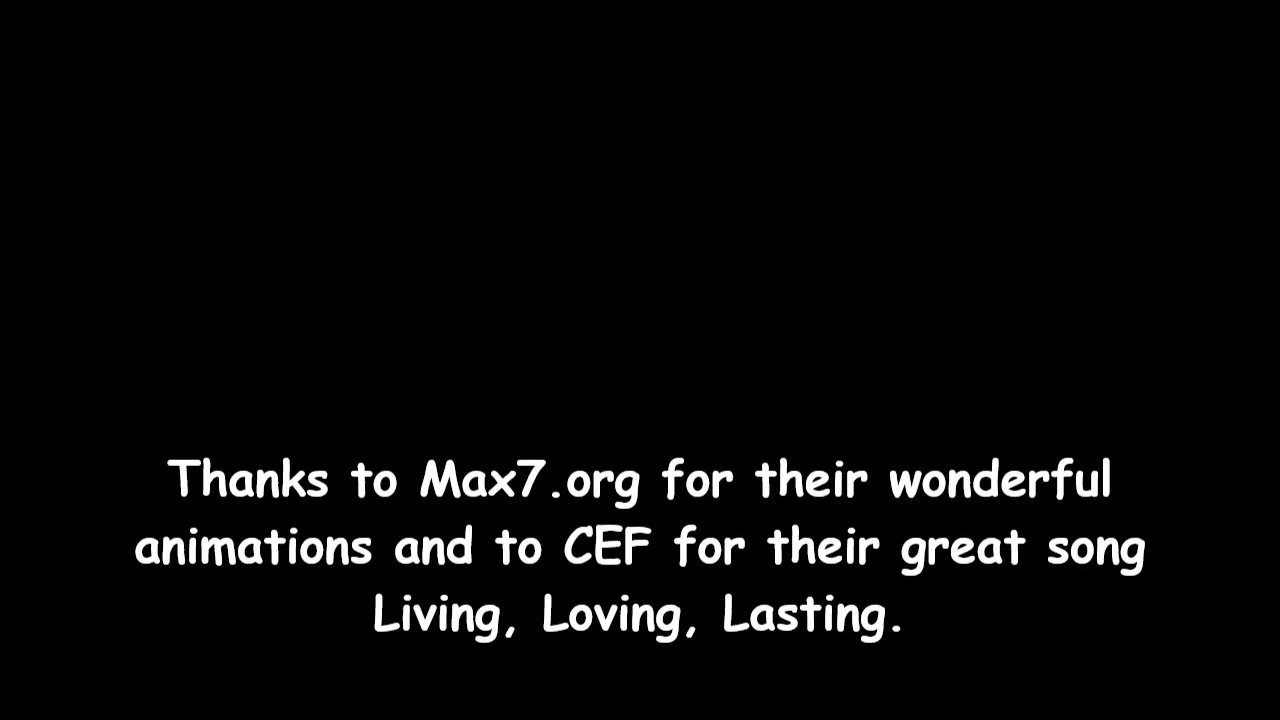 Thanks to Max7.org for their wonderful
animations and to CEF for their great song
Living, Loving, Lasting.